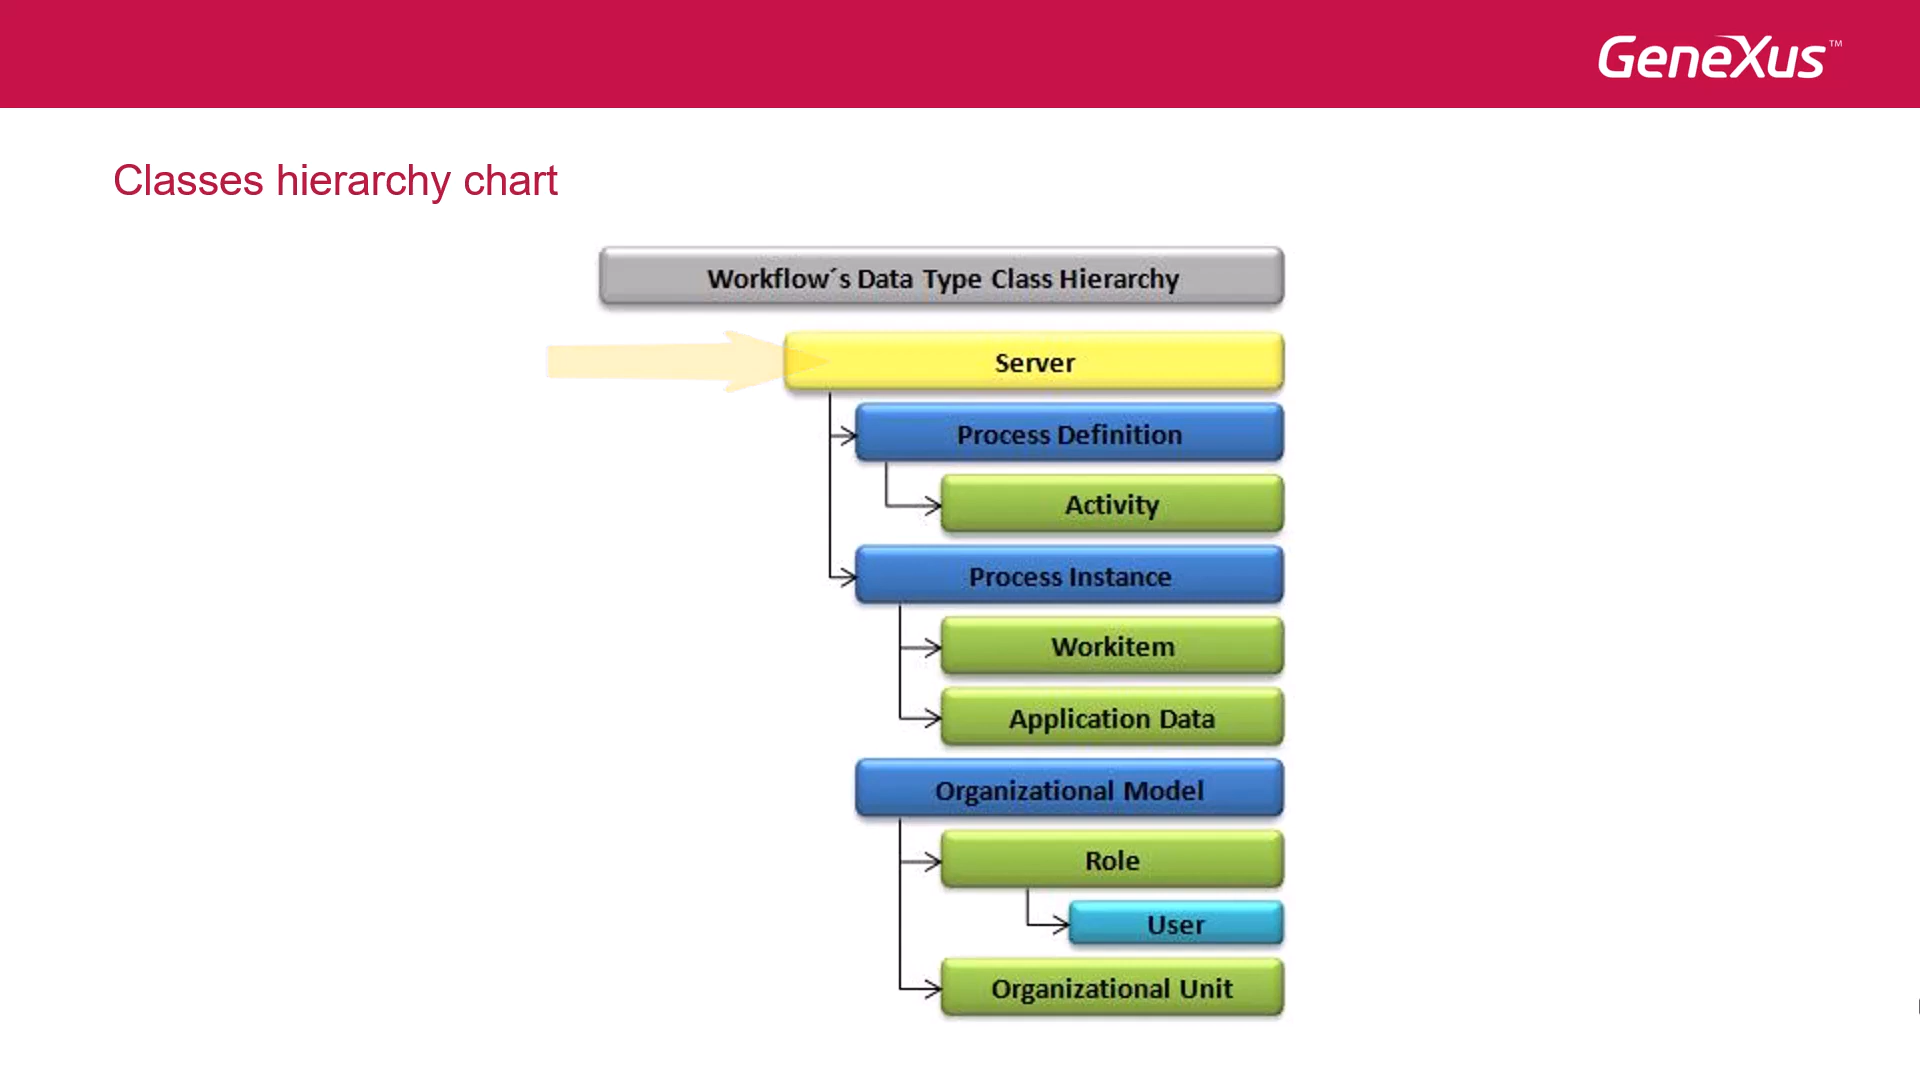 GeneXus™
Classes hierarchy chart
Workflow´s Data Type Class Hierarchy
Server
Process Definition
Activity
Process Instance
Workitem
Application Data
Organizational Model
Role
User
Organizational Unit